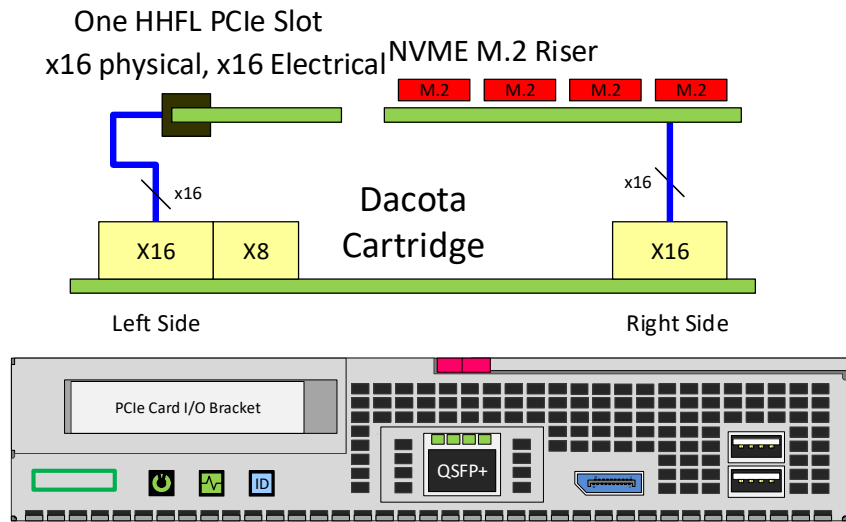 One HHFL PCIe Slot
x16 physical, x16 Electrical
NVME M.2 Riser
M.2 M.2 M.2 M.2
x16
x16
Dacota
Cartridge
X16 X8 X16
Left Side
Right Side
PCIe Card I/O Bracket
QSFP+
ID